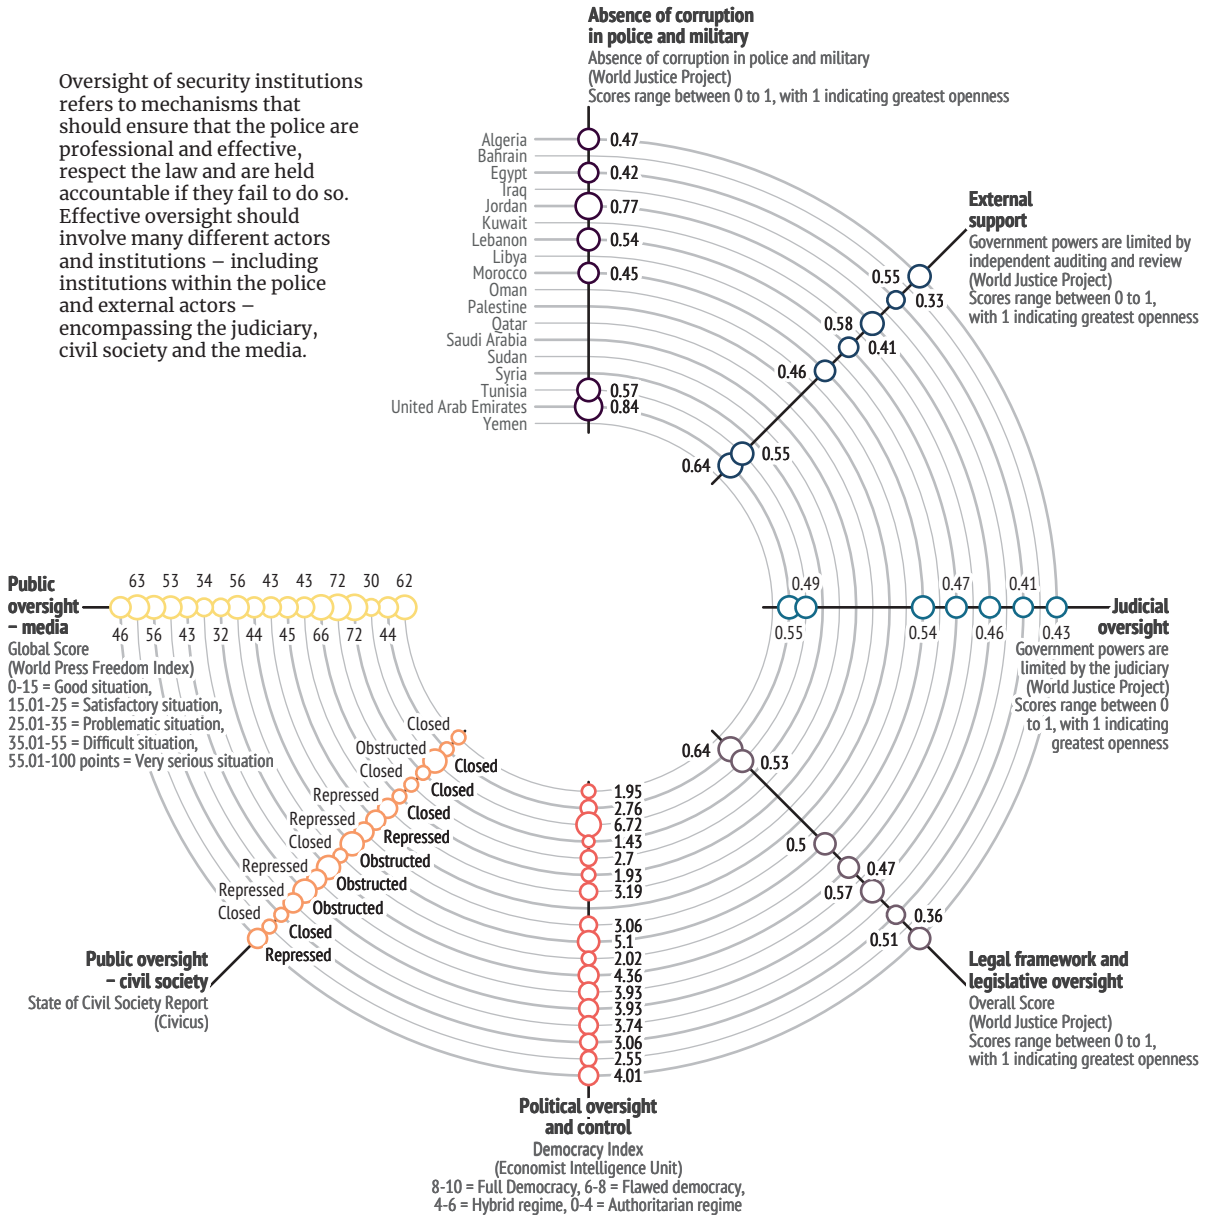 Absence of corruption
in police and military
Absence of corruption in police and military
(World Justice Project)
Scores range between 0 to 1, with 1 indicating greatest openness
Oversight of security institutions
refers to mechanisms that
should ensure that the police are
professional and effective,
respect the law and are held
accountable if they fail to do so.
Effective oversight should
involve many different actors
and institutions – including
institutions within the police
and external actors –
encompassing the judiciary,
civil society and the media.
Algeria 0.47
Bahrain
Egypt 0.42
Iraq
Jordan 0.77
Kuwait
Lebanon 0.54
Libya
Morocco 0.45
Oman
Palestine
Qatar
Saudi Arabia
Sudan
Syria
Tunisia 0.57
United Arab Emirates 0.84
Yemen
External
support
Government powers are limited by
independent auditing and review
(World Justice Project)
Scores range between 0 to 1,
with 1 indicating greatest openness
0.55
0.33
0.58
0.41
0.46
0.55
0.64
0.49 0.47 0.41
0.55 0.54 0.46 0.43
Judicial
oversight
Government powers are
limited by the judiciary
(World Justice Project)
Scores range between 0
to 1, with 1 indicating
greatest openness
0.64
0.53
0.5
0.47
0.57
0.36
0.51
Legal framework and
legislative oversight
Overall Score
(World Justice Project)
Scores range between 0 to 1,
with 1 indicating greatest openness
1.95
2.76
6.72
1.43
2.7
1.93
3.19
3.06
5.1
2.02
4.36
3.93
3.93
3.74
3.06
2.55
4.01
Political oversight
and control
Democracy Index
(Economist Intelligence Unit)
8-10 = Full Democracy, 6-8 = Flawed democracy,
4-6 = Hybrid regime, 0-4 = Authoritarian regime
Closed
Obstructed
Closed
Closed
Closed
Repressed
Closed
Repressed
Repressed
Closed
Obstructed
Repressed
Obstructed
Repressed
Obstructed
Closed
Closed
Repressed
Public oversight
– civil society
State of Civil Society Report
(Civicus)
63 53 34 56 43 43 72 30 62
46 56 43 32 44 45 66 72 44
Public
oversight
– media
Global Score
(World Press Freedom Index)
0-15 = Good situation,
15.01-25 = Satisfactory situation,
25.01-35 = Problematic situation,
35.01-55 = Difficult situation,
55.01-100 points = Very serious situation